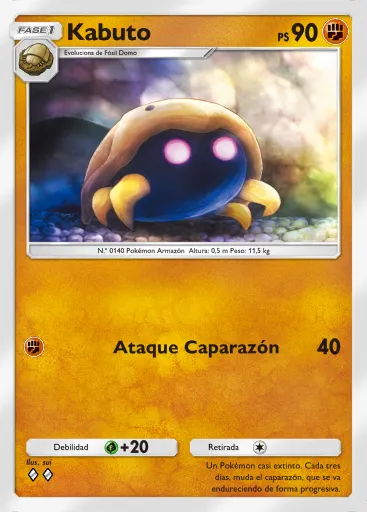 FASE 1
Kabuto
PS 90
Evoluciona de Fósil Domo
N.º 0140 Pokémon Armazón Altura: 0,5 m Peso: 11,5 kg
Ataque Caparazón 40
Debilidad +20
Retirada
Ilus. sui
Un Pokémon casi extinto. Cada tres
días, muda el caparazón, que se va
endureciendo de forma progresiva.